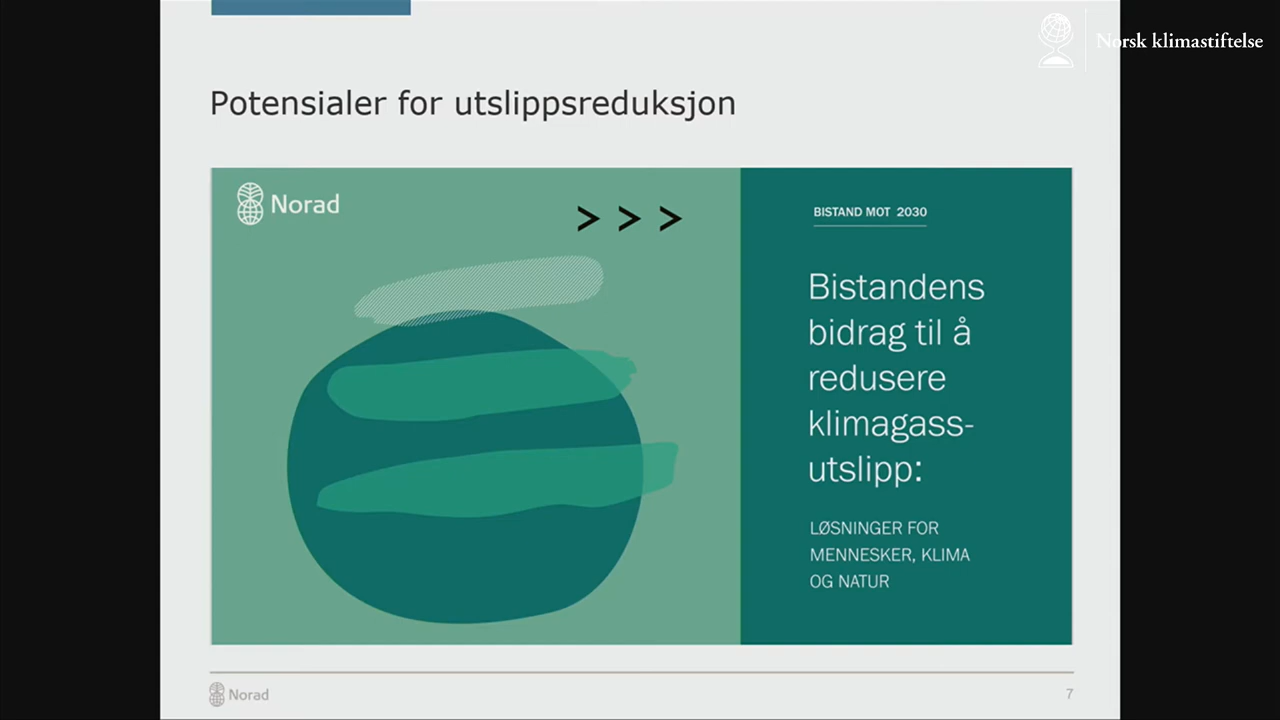 Norsk klimastiftelse
Potensialer for utslippsreduksjon
Norad
> > >
BISTAND MOT 2030
Bistandens
bidrag til å
redusere
klimagass-
utslipp:
LØSNINGER FOR
MENNESKER, KLIMA
OG NATUR
Norad
7